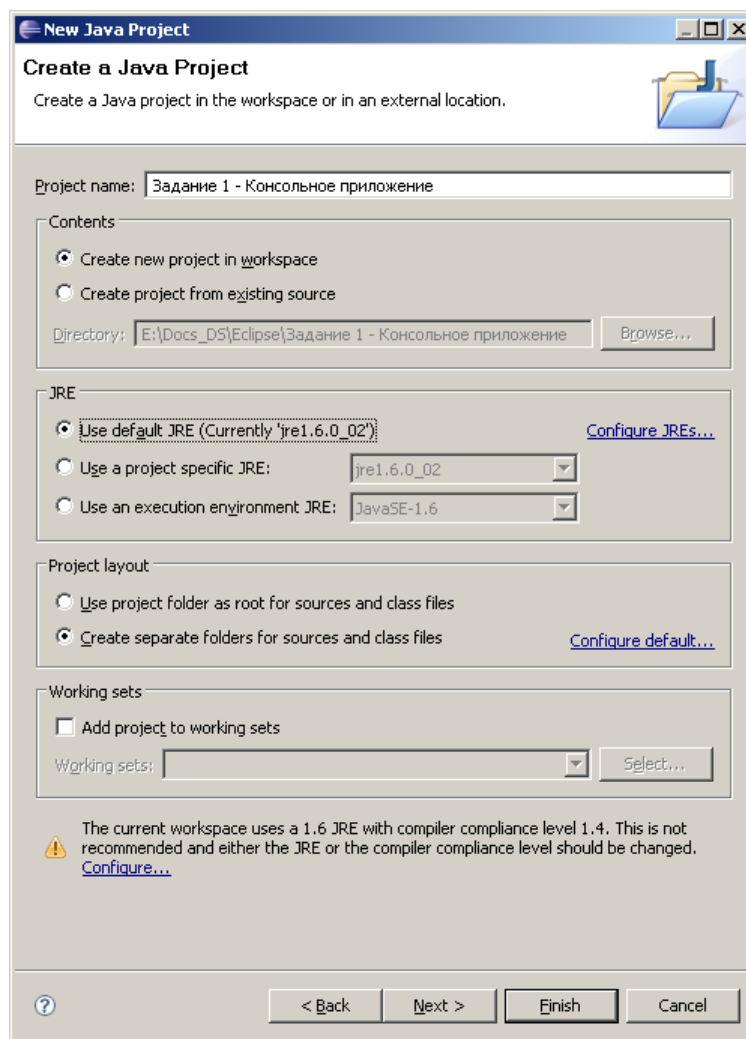 New Java Project
Create a Java Project
Create a Java project in the workspace or in an external location.
Project name: Задание 1 - Консольное приложение
Contents
Create new project in workspace
Create project from existing source
Directory: E:\Docs_DS\Eclipse\Задание 1 - Консольное приложение Browse...
JRE
Use default JRE (Currently 'jre1.6.0_02') Configure JREs...
Use a project specific JRE: jre1.6.0_02
Use an execution environment JRE: JavaSE-1.6
Project layout
Use project folder as root for sources and class files
Create separate folders for sources and class files Configure default...
Working sets
Add project to working sets
Working sets: Select...
The current workspace uses a 1.6 JRE with compiler compliance level 1.4. This is not
recommended and either the JRE or the compiler compliance level should be changed.
Configure...
? < Back Next > Finish Cancel